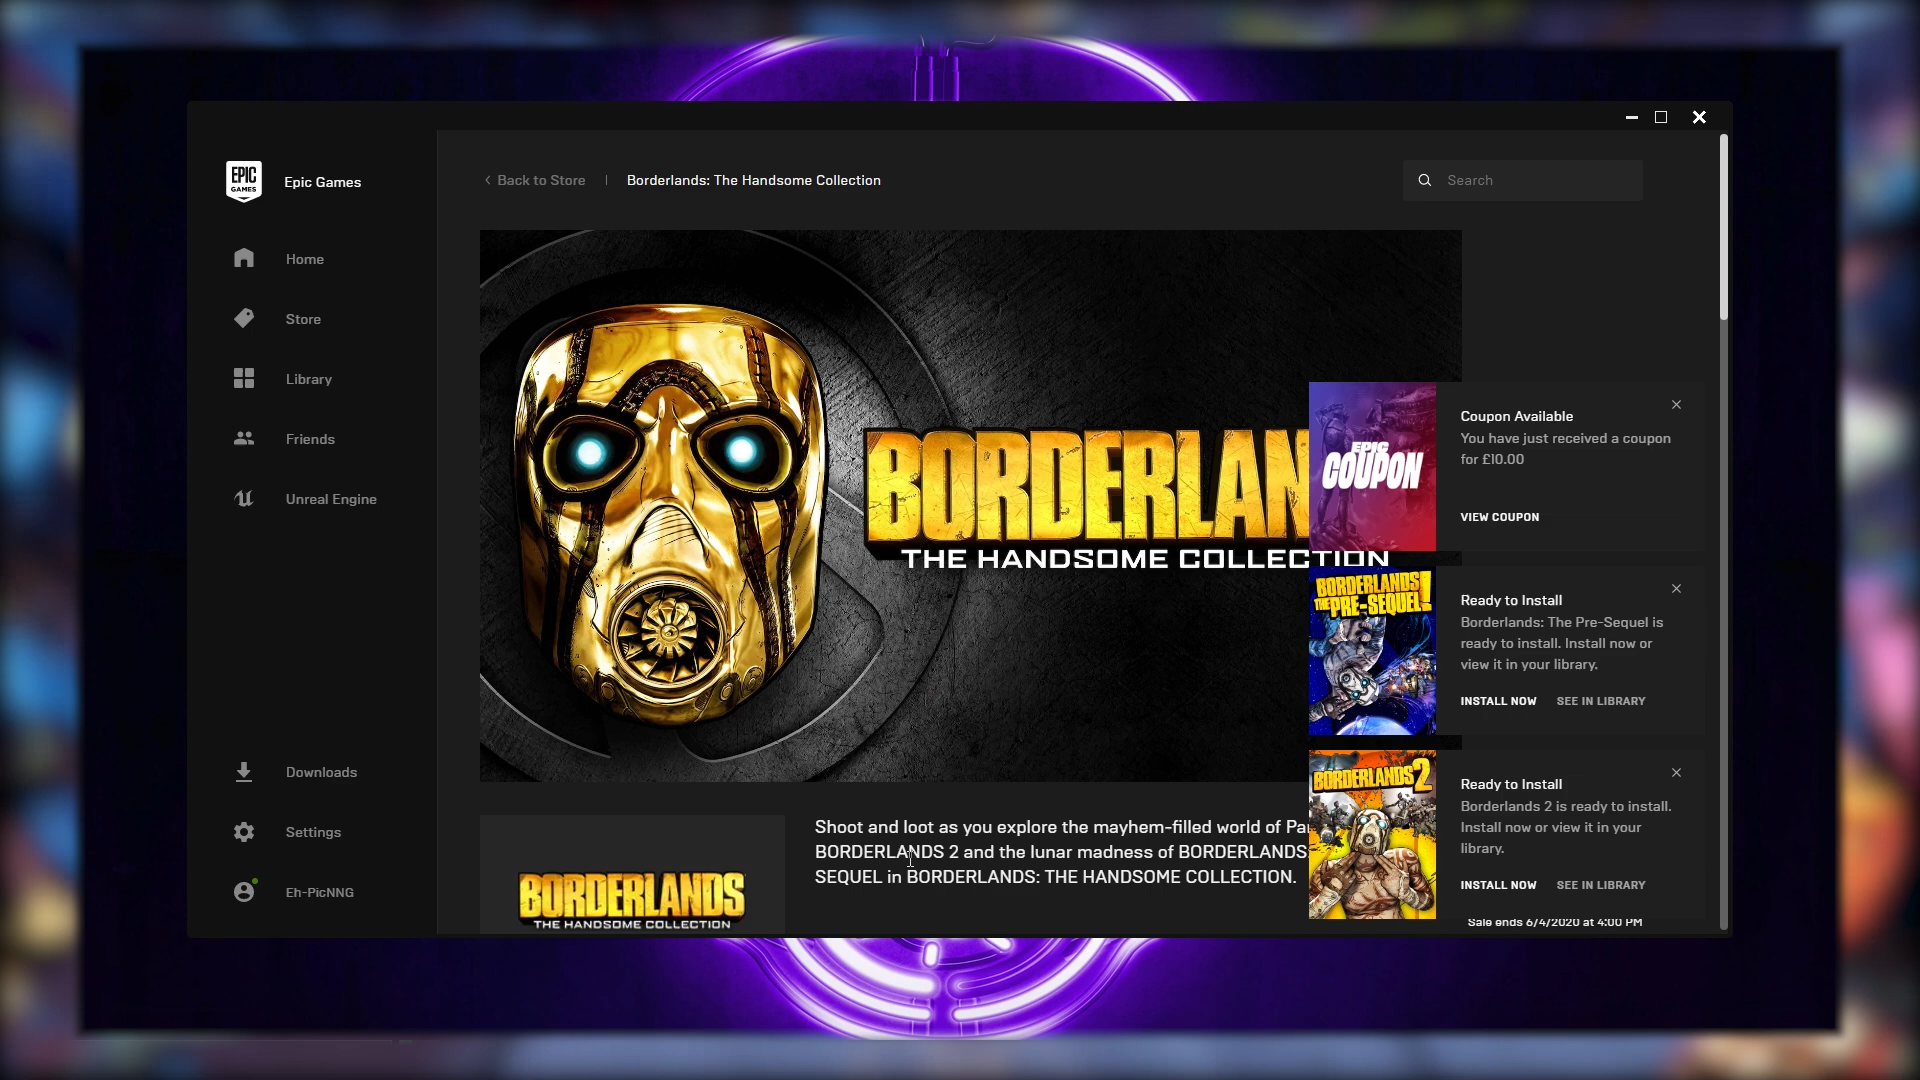 EPIC
GAMES
Epic Games
Home
Store
Library
Friends
Unreal Engine
Downloads
Settings
Eh-PicNNG
Back to Store
Borderlands: The Handsome Collection
Search
BORDERLAN
THE HANDSOME COLLECTION
EPIC
COUPON
Coupon Available
You have just received a coupon
for £10.00
VIEW COUPON
BORDERLANDS
THE PRE-SEQUEL!
Ready to Install
Borderlands: The Pre-Sequel is
ready to install. Install now or
view it in your library.
INSTALL NOW
SEE IN LIBRARY
BORDERLANDS 2
Ready to Install
Borderlands 2 is ready to install.
Install now or view it in your
library.
INSTALL NOW
SEE IN LIBRARY
BORDERLANDS
THE HANDSOME COLLECTION
Shoot and loot as you explore the mayhem-filled world of Pa
BORDERLANDS 2 and the lunar madness of BORDERLANDS
SEQUEL in BORDERLANDS: THE HANDSOME COLLECTION.
Sale ends 6/4/2020 at 4:00 PM